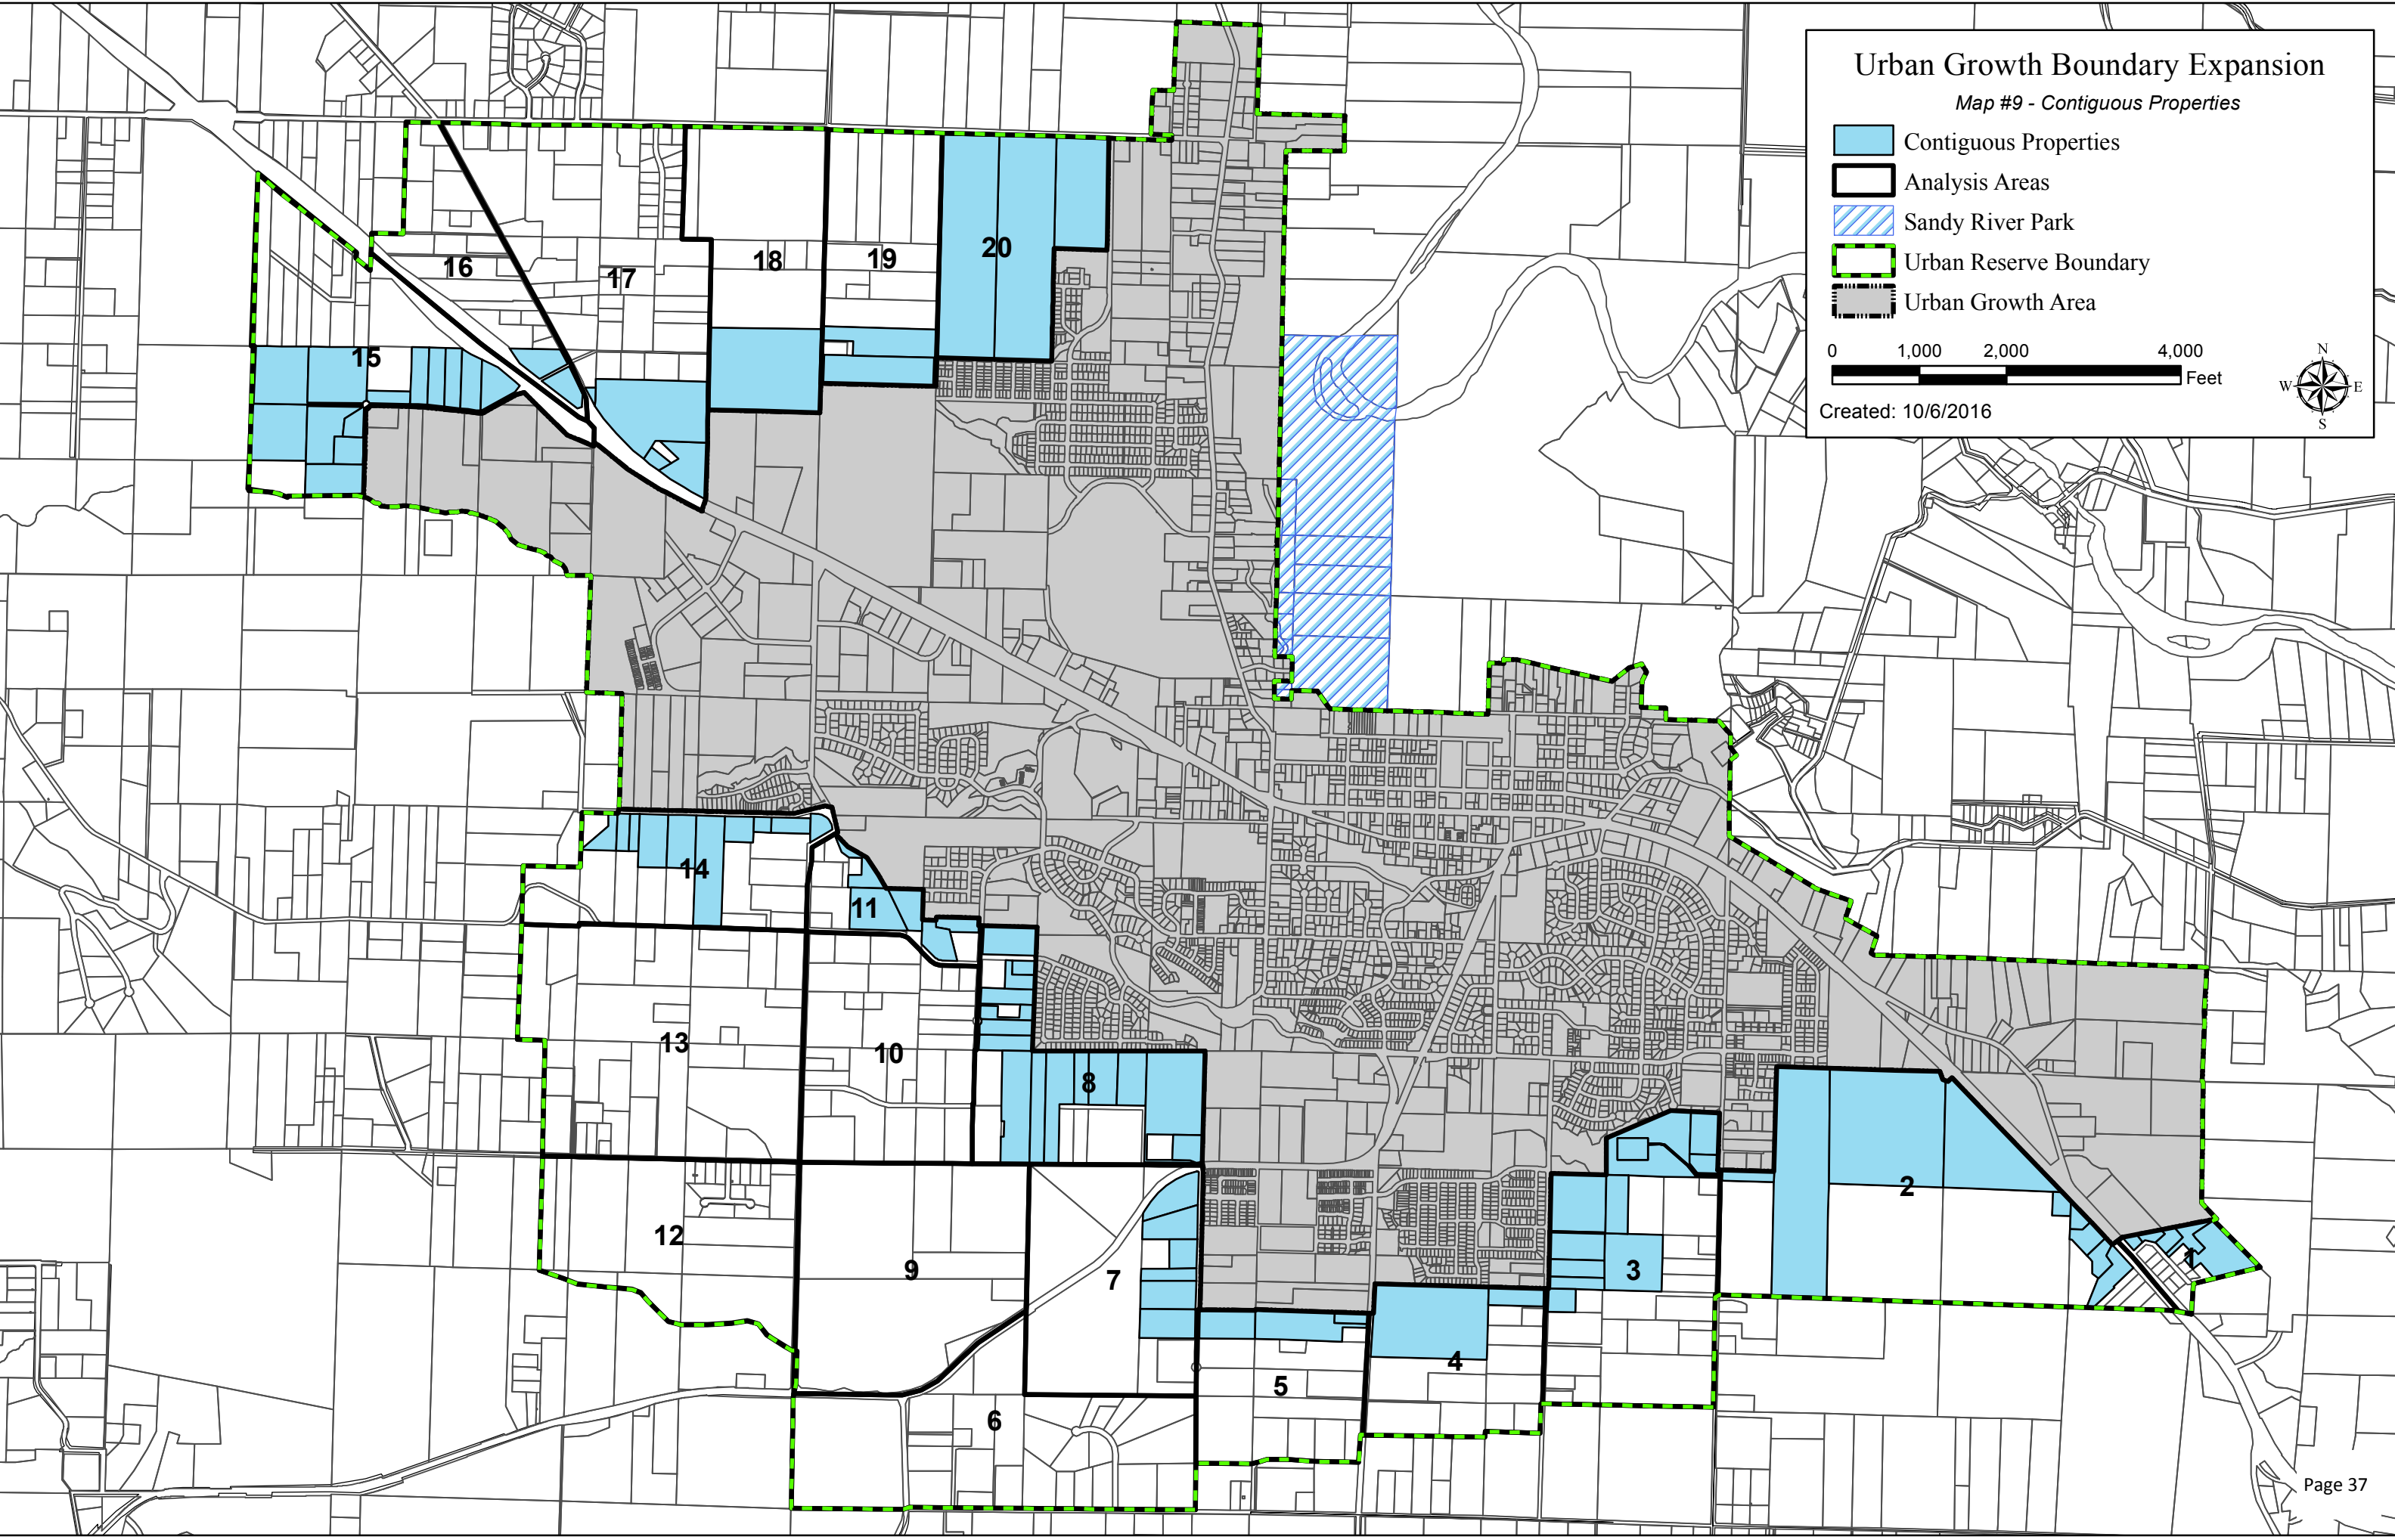 Urban Growth Boundary Expansion
Map #9 - Contiguous Properties
Contiguous Properties
Analysis Areas
Sandy River Park
Urban Reserve Boundary
Urban Growth Area
0 1,000 2,000 4,000
Feet
Created: 10/6/2016
N
W E
S
20
19
18
16
17
15
14
11
13
10
8
2
12
1
9
7
3
4
5
6
Page 37